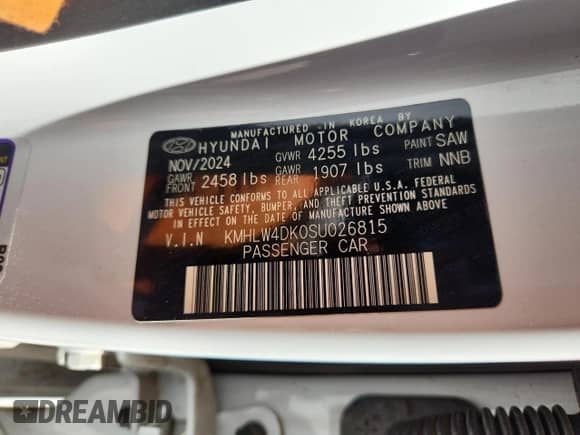 MANUFACTURED IN KOREA BY
HYUNDAI MOTOR COMPANY
NOV/2024 GVWR 4255 lbs PAINT SAW
GAWR FRONT 2458 lbs GAWR REAR 1907 lbs TRIM NNB
THIS VEHICLE CONFORMS TO ALL APPLICABLE U.S.A. FEDERAL
MOTOR VEHICLE SAFETY, BUMPER, AND THEFT PREVENTION STANDARDS
IN EFFECT ON THE DATE OF MANUFACTURE SHOWN ABOVE.
V.I.N KMHLW4DK0SU026815
PASSENGER CAR
DREAMBID